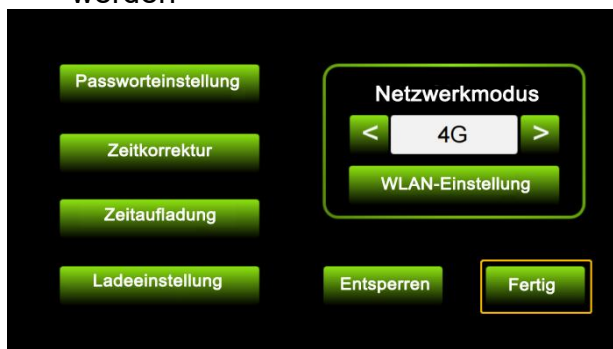 Passworteinstellung
Zeitkorrektur
Zeitaufladung
Ladeeinstellung
Netzwerkmodus
< 4G >
WLAN-Einstellung
Entsperren
Fertig